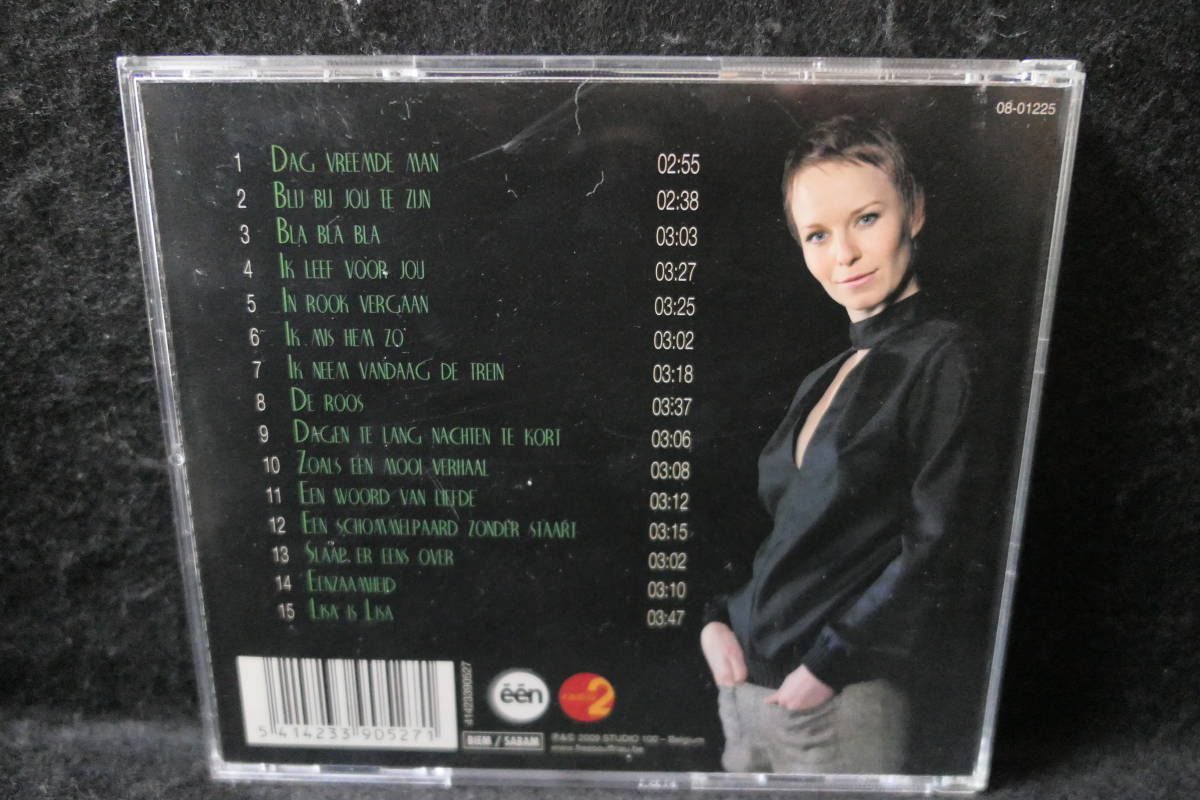 08-01225
1 Dag vreemde man 02:55
2 Blij bij jou te zijn 02:38
3 Bla bla bla 03:03
4 Ik leef voor jou 03:27
5 In rook vergaan 03:25
6 Ik mis hem zo 03:02
7 Ik neem vandaag de trein 03:18
8 De roos 03:37
9 Dagen te lang nachten te kort 03:06
10 Zoals een mooi verhaal 03:08
11 Een woord van liefde 03:12
12 Een schommelpaard zonder staart 03:15
13 Slaap er eens over 03:02
14 Eenzaamheid 03:10
15 Lisa is Lisa 03:47
41423390527
één
radio 2
5 414233 905271
BIEM / SABAM
P&C 2009 STUDIO 100 - Belgium